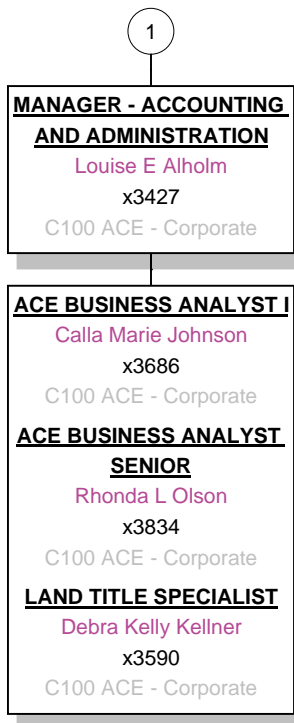 1
MANAGER - ACCOUNTING
AND ADMINISTRATION
Louise E Alholm
x3427
C100 ACE - Corporate
ACE BUSINESS ANALYST I
Calla Marie Johnson
x3686
C100 ACE - Corporate
ACE BUSINESS ANALYST
SENIOR
Rhonda L Olson
x3834
C100 ACE - Corporate
LAND TITLE SPECIALIST
Debra Kelly Kellner
x3590
C100 ACE - Corporate